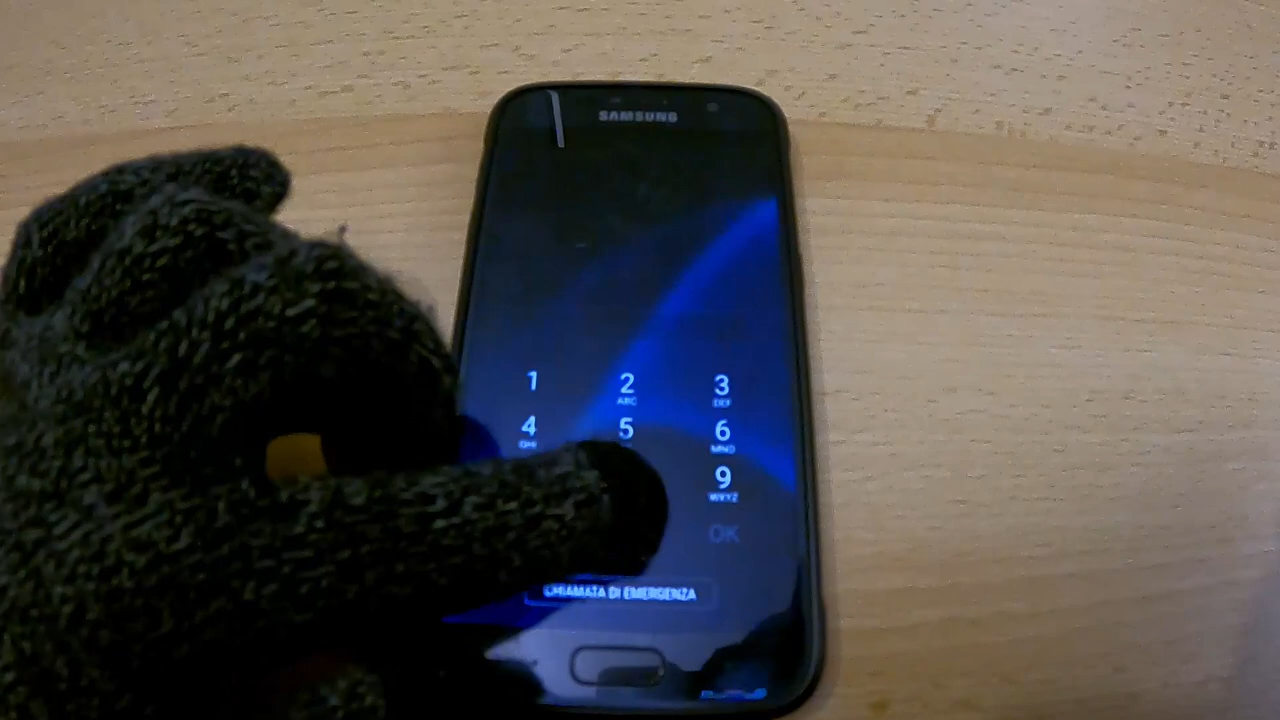 SAMSUNG
1 2 3
ABC DEF
4 5 6
GHI MNO
9
WXYZ
OK
CHIAMATA DI EMERGENZA